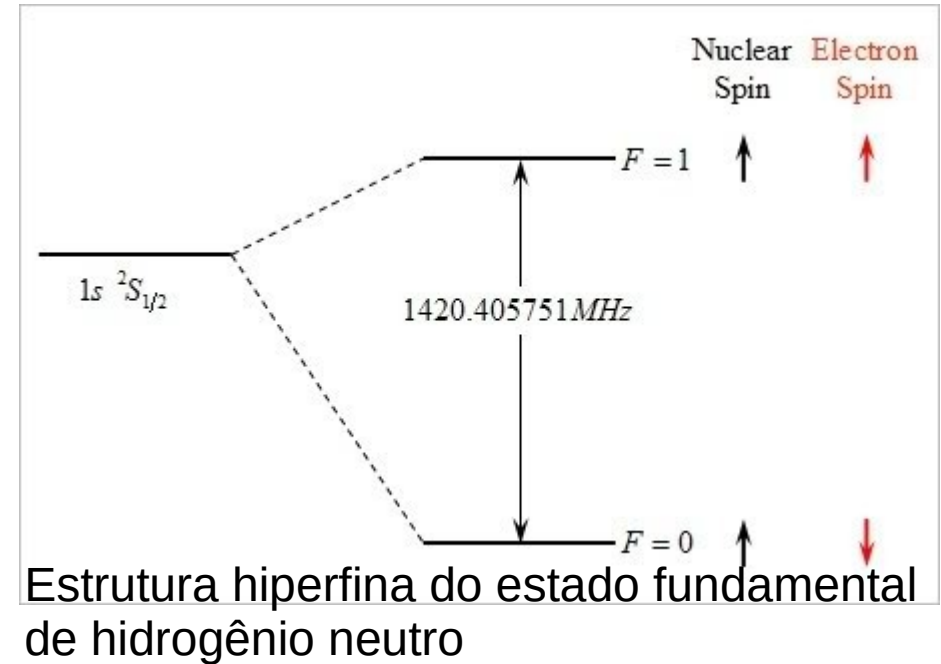 Nuclear Electron
Spin Spin
F = 1
1s ²S₁/₂
1420.405751MHz
F = 0
Estrutura hiperfina do estado fundamental
de hidrogênio neutro